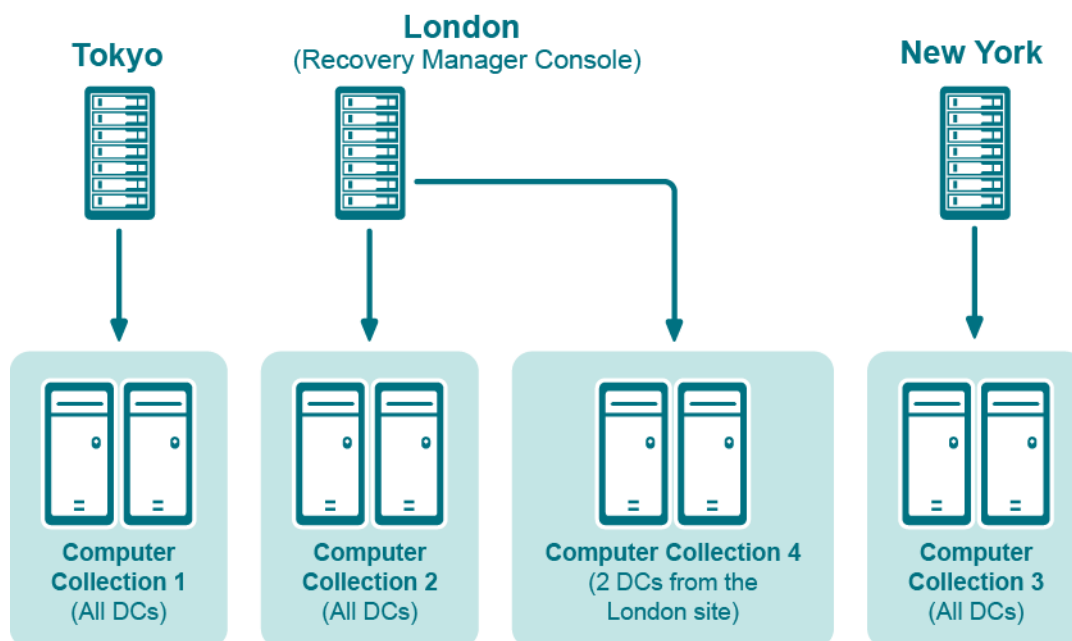 Tokyo
London
(Recovery Manager Console)
New York
Computer
Collection 1
(All DCs)
Computer
Collection 2
(All DCs)
Computer Collection 4
(2 DCs from the
London site)
Computer
Collection 3
(All DCs)